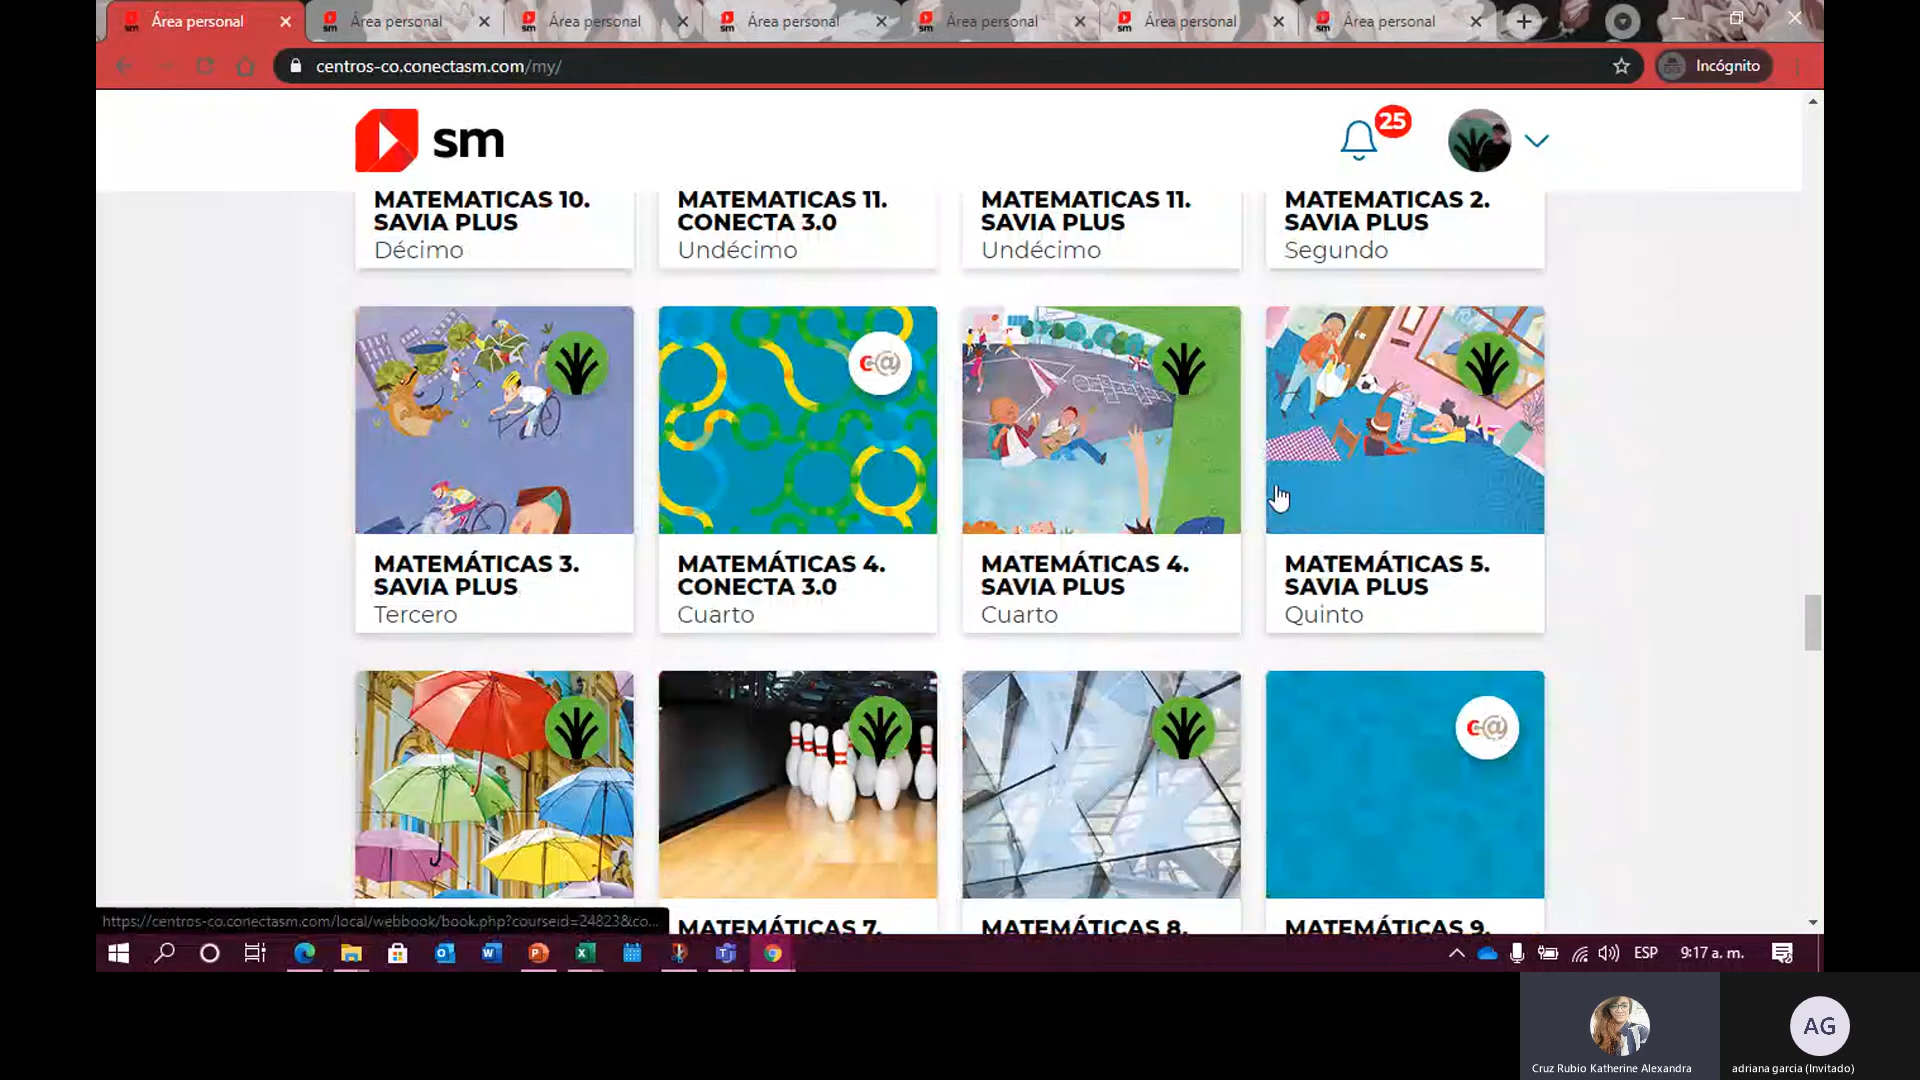 Área personal
Área personal
Área personal
Área personal
Área personal
Área personal
Área personal
centros-co.conectasm.com/my/
Incógnito
sm
25
MATEMÁTICAS 10.
SAVIA PLUS
Décimo
MATEMÁTICAS 11.
CONECTA 3.0
Undécimo
MATEMÁTICAS 11.
SAVIA PLUS
Undécimo
MATEMÁTICAS 2.
SAVIA PLUS
Segundo
MATEMÁTICAS 3.
SAVIA PLUS
Tercero
C@
MATEMÁTICAS 4.
CONECTA 3.0
Cuarto
MATEMÁTICAS 4.
SAVIA PLUS
Cuarto
MATEMÁTICAS 5.
SAVIA PLUS
Quinto
C@
MATEMÁTICAS 7.
MATEMÁTICAS 8.
MATEMÁTICAS 9.
https://centros-co.conectasm.com/local/webbook/book.php?courseid=24823&co...
ESP
9:17 a. m.
AG
Cruz Rubio Katherine Alexandra
adriana garcia (Invitado)